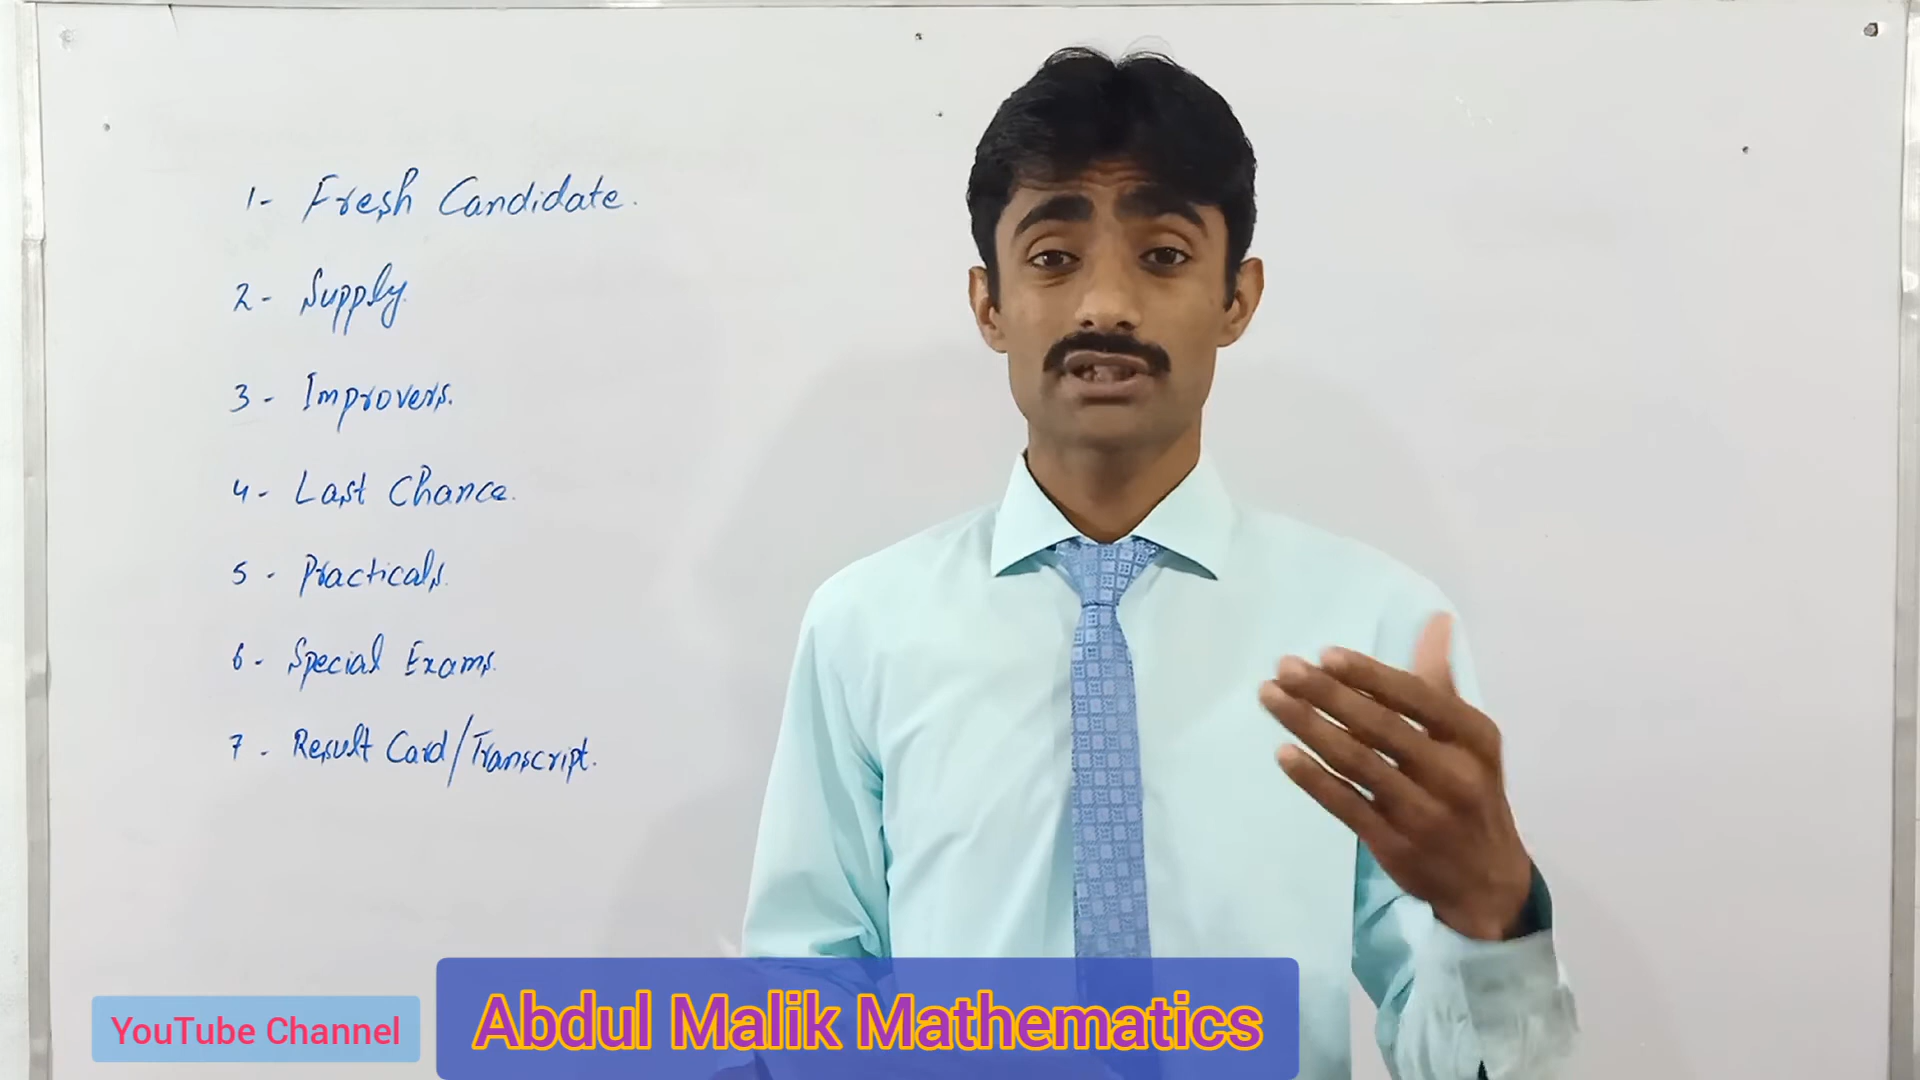 1- Fresh Candidate.
2- Supply.
3- Improvers.
4- Last Chance.
5- Practicals.
6- Special Exams.
7- Result Card/Transcript.
YouTube Channel
Abdul Malik Mathematics